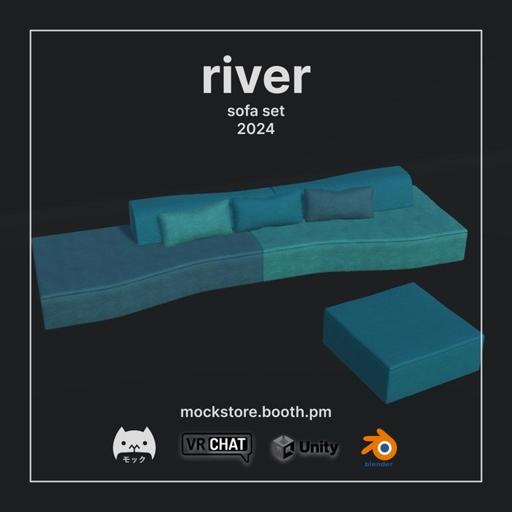 river
sofa set
2024
mockstore.booth.pm
モック
VRCHAT
Unity
blender